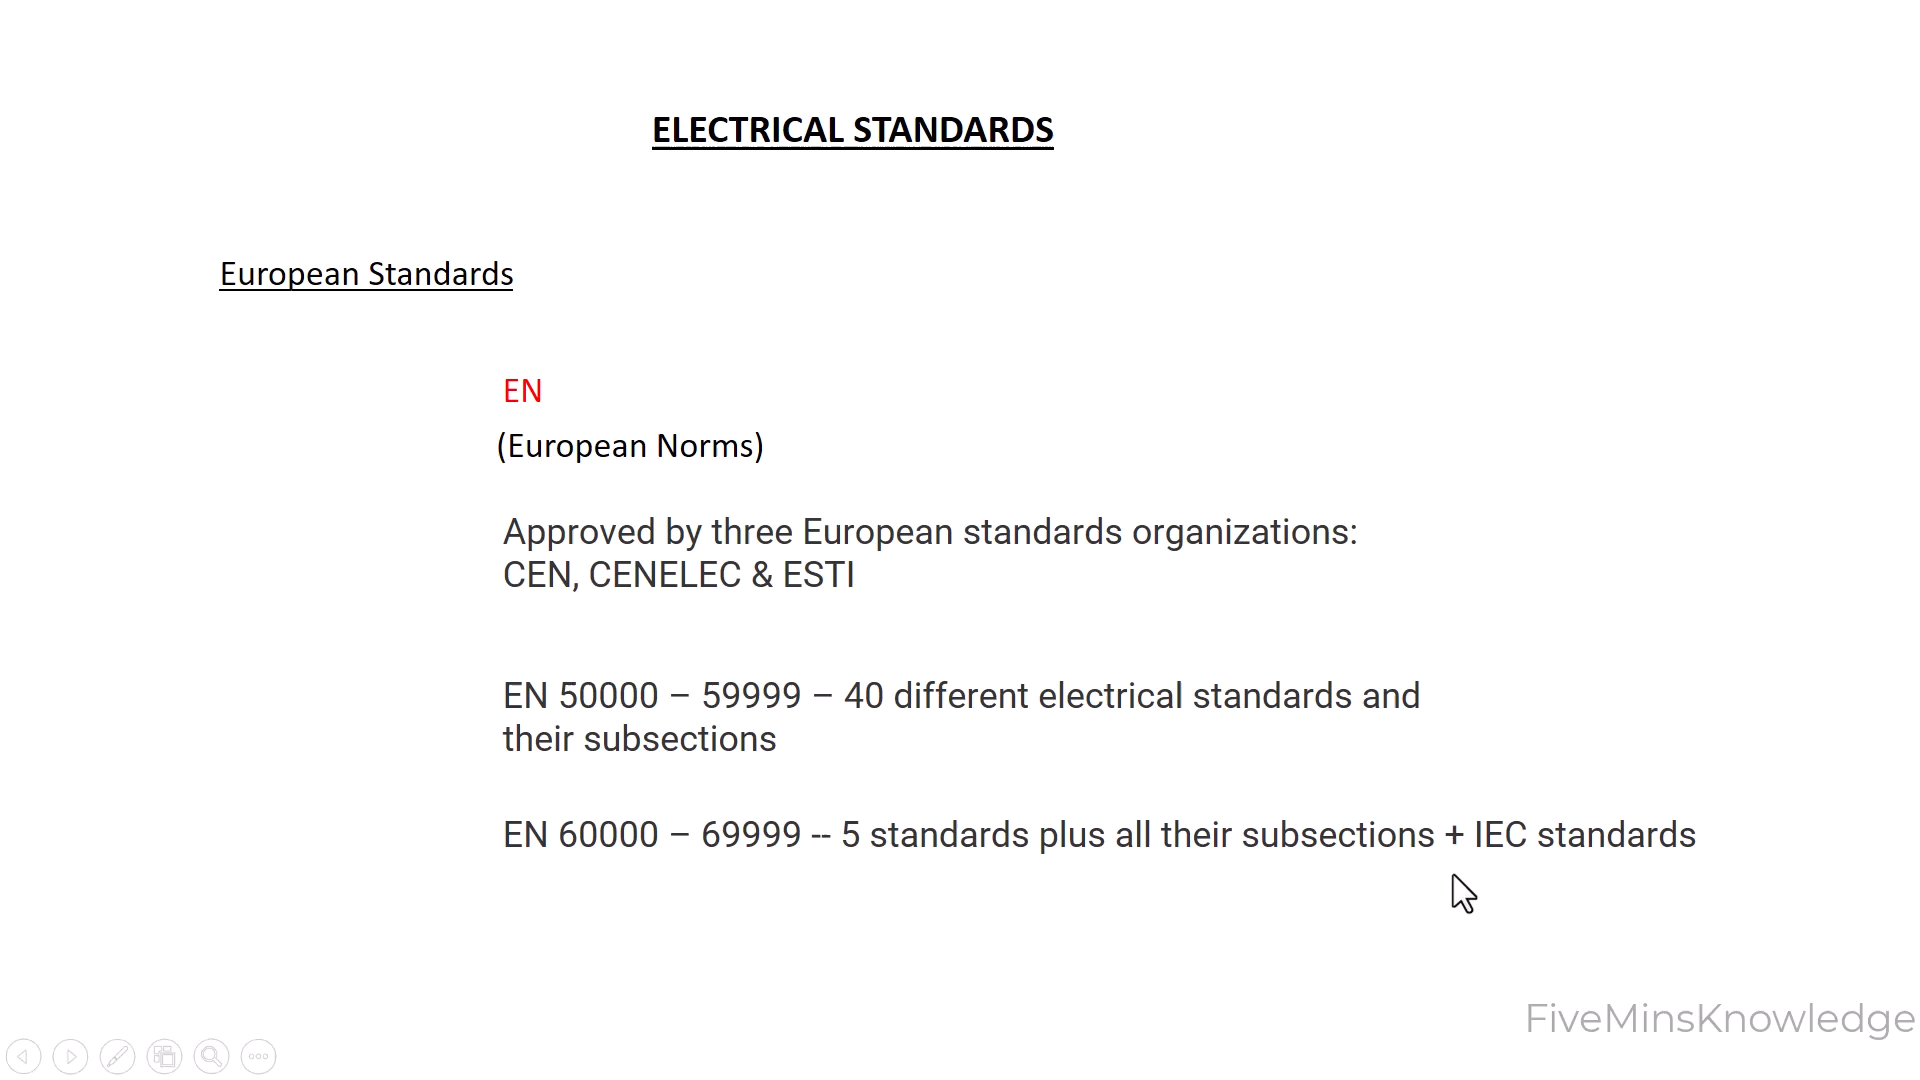 ELECTRICAL STANDARDS
European Standards
EN
(European Norms)
Approved by three European standards organizations:
CEN, CENELEC & ESTI
EN 50000 – 59999 – 40 different electrical standards and
their subsections
EN 60000 – 69999 -- 5 standards plus all their subsections + IEC standards
FiveMinsKnowledge